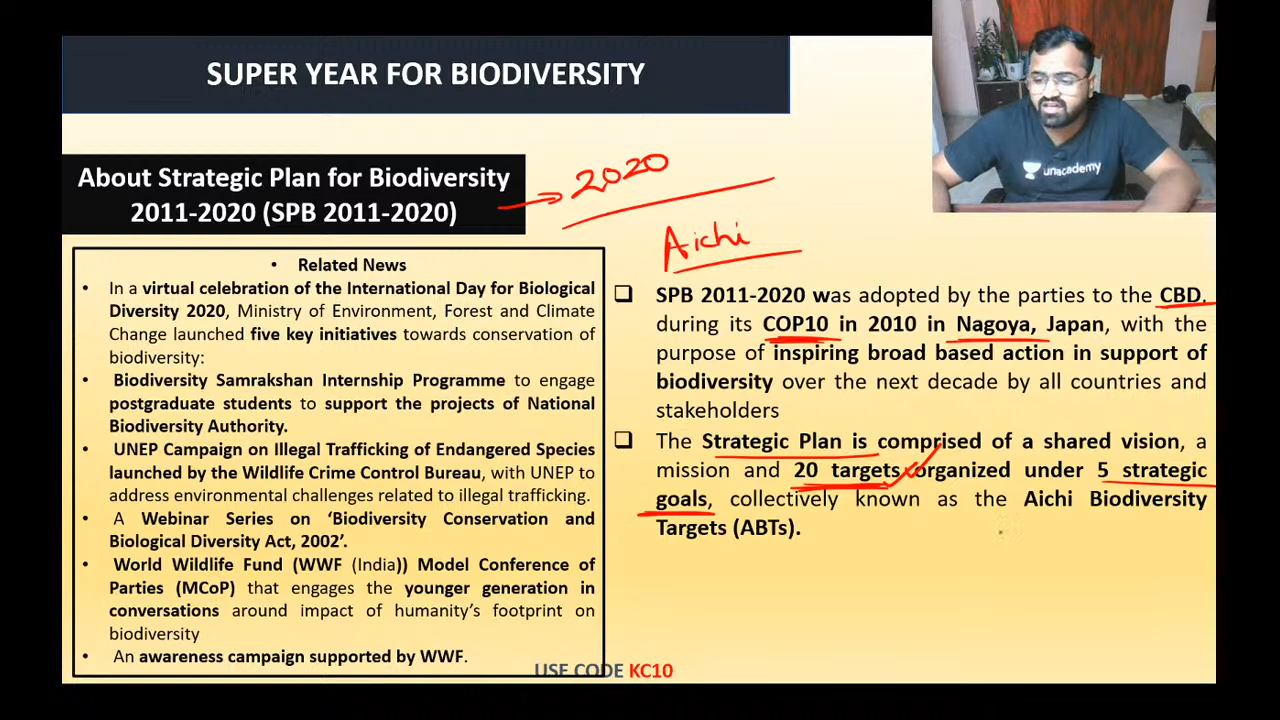 SUPER YEAR FOR BIODIVERSITY
unacademy
About Strategic Plan for Biodiversity
2011-2020 (SPB 2011-2020)
2020
Aichi
• Related News
• In a virtual celebration of the International Day for Biological
Diversity 2020, Ministry of Environment, Forest and Climate
Change launched five key initiatives towards conservation of
biodiversity:
• Biodiversity Samrakshan Internship Programme to engage
postgraduate students to support the projects of National
Biodiversity Authority.
• UNEP Campaign on Illegal Trafficking of Endangered Species
launched by the Wildlife Crime Control Bureau, with UNEP to
address environmental challenges related to illegal trafficking.
• A Webinar Series on ‘Biodiversity Conservation and
Biological Diversity Act, 2002’.
• World Wildlife Fund (WWF (India)) Model Conference of
Parties (MCoP) that engages the younger generation in
conversations around impact of humanity’s footprint on
biodiversity
• An awareness campaign supported by WWF.
SPB 2011-2020 was adopted by the parties to the CBD,
during its COP10 in 2010 in Nagoya, Japan, with the
purpose of inspiring broad based action in support of
biodiversity over the next decade by all countries and
stakeholders
The Strategic Plan is comprised of a shared vision, a
mission and 20 targets organized under 5 strategic
goals, collectively known as the Aichi Biodiversity
Targets (ABTs).
USE CODE KC10